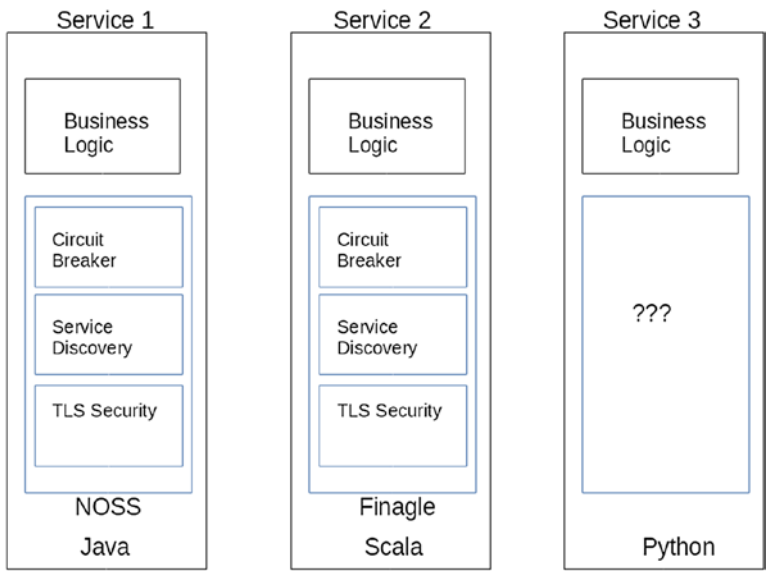 Service 1
Business
Logic
Circuit
Breaker
Service
Discovery
TLS Security
NOSS
Java
Service 2
Business
Logic
Circuit
Breaker
Service
Discovery
TLS Security
Finagle
Scala
Service 3
Business
Logic
???
Python